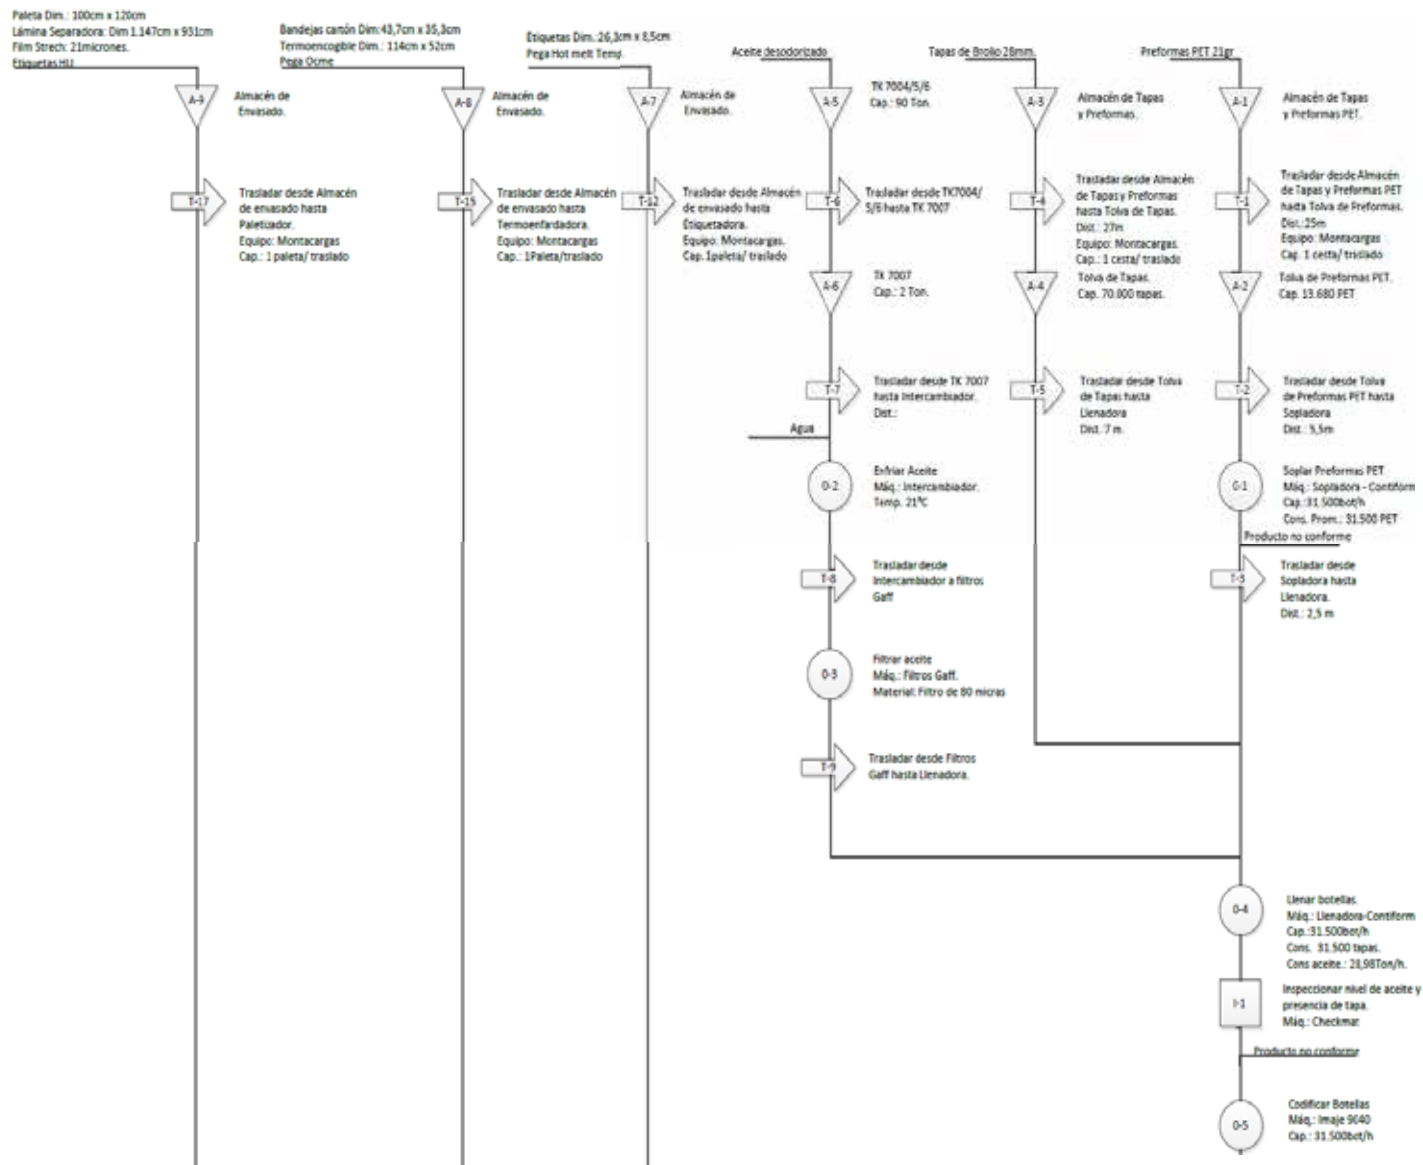 Paleta Dim.: 100cm x 120cm
Lámina Separadora: Dim 1.147cm x 931cm
Film Strech: 21micrones.
Etiquetas HU
A-9
Almacén de
Envasado.
T-17
Trasladar desde Almacén
de envasado hasta
Paletizador.
Equipo: Montacargas
Cap.: 1 paleta/ traslado
Bandejas cartón Dim:43,7cm x 35,3cm
Termoencogible Dim.: 114cm x 52cm
Pega Ocme
A-8
Almacén de
Envasado.
T-15
Trasladar desde Almacén
de envasado hasta
Termoenfardadora.
Equipo: Montacargas
Cap.: 1Paleta/traslado
Etiquetas Dim.:26,3cm x 8,5cm
Pega Hot melt Temp.
A-7
Almacén de
Envasado.
T-12
Trasladar desde Almacén
de envasado hasta
Etiquetadora.
Equipo: Montacargas.
Cap.1paleta/ traslado
Aceite desodorizado
A-5
TK 7004/5/6
Cap.: 90 Ton.
T-6
Trasladar desde TK7004/
5/6 hasta TK 7007
A-6
TK 7007
Cap.: 2 Ton.
T-7
Trasladar desde TK 7007
hasta Intercambiador.
Dist.:
Agua
0-2
Enfriar Aceite
Máq.: Intercambiador.
Temp. 21ºC
T-8
Trasladar desde
Intercambiador a filtros
Gaff
0-3
Filtrar aceite
Máq.: Filtros Gaff.
Material: Filtro de 80 micras
T-9
Trasladar desde Filtros
Gaff hasta Llenadora.
Tapas de Brolio 28mm.
A-3
Almacén de Tapas
y Preformas.
T-4
Trasladar desde Almacén
de Tapas y Preformas
hasta Tolva de Tapas.
Dist.: 27m
Equipo: Montacargas.
Cap.: 1 cesta/ traslado
A-4
Tolva de Tapas.
Cap. 70.000 tapas.
T-5
Trasladar desde Tolva
de Tapas hasta
Llenadora
Dist.: 7 m.
Preformas PET 21gr
A-1
Almacén de Tapas
y Preformas PET.
T-1
Trasladar desde Almacén
de Tapas y Preformas PET
hasta Tolva de Preformas.
Dist.:25m
Equipo: Montacargas
Cap. 1 cesta/ traslado
A-2
Tolva de Preformas PET.
Cap. 13.680 PET
T-2
Trasladar desde Tolva
de Preformas PET hasta
Sopladora
Dist.: 5,5m
0-1
Soplar Preformas PET
Máq.: Sopladora - Contiform
Cap.:31.500bot/h
Cons. Prom.: 31.500 PET
Producto no conforme
T-3
Trasladar desde
Sopladora hasta
Llenadora.
Dist.: 2,5 m
0-4
Llenar botellas.
Máq.: Llenadora-Contiform
Cap.:31.500bot/h
Cons. 31.500 tapas.
Cons aceite.: 28,98Ton/h.
I-1
Inspeccionar nivel de aceite y
presencia de tapa.
Máq.: Checkmat
Producto no conforme
0-5
Codificar Botellas
Máq.: Imaje 9040
Cap.: 31.500bot/h